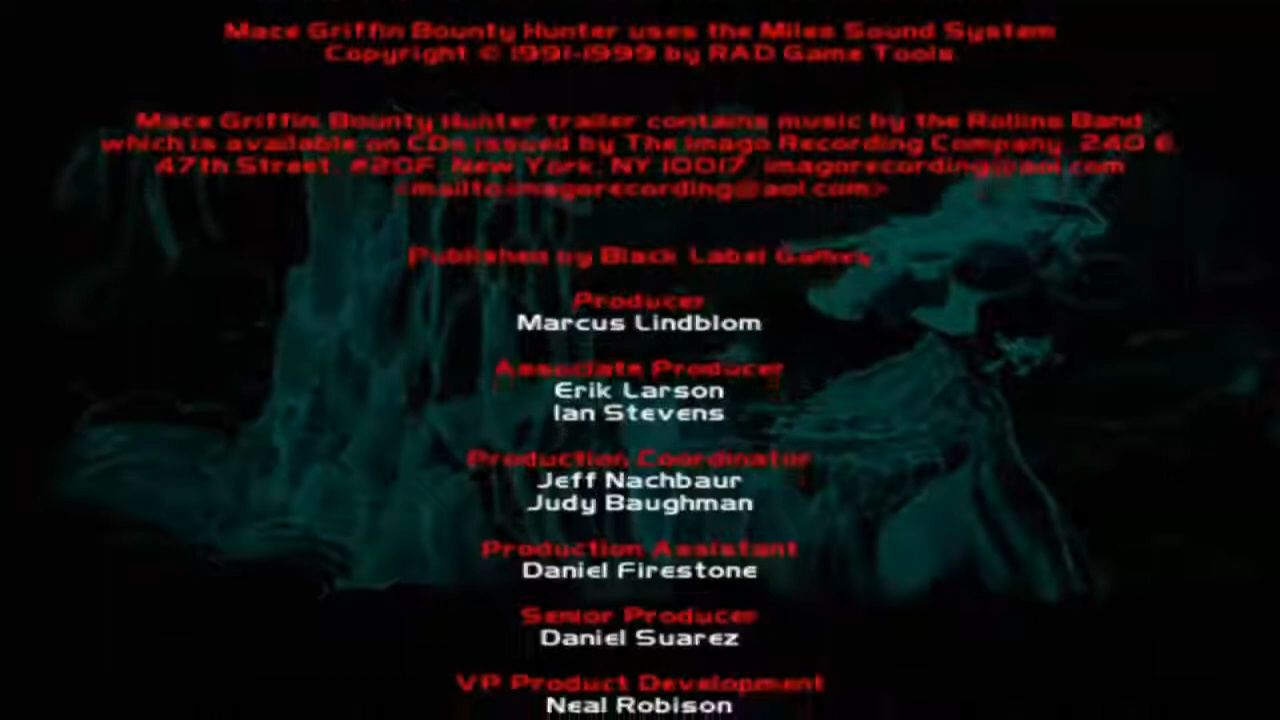 Mace Griffin Bounty Hunter uses the Miles Sound System
Copyright © 1991-1999 by RAD Game Tools.
Mace Griffin: Bounty Hunter trailer contains music by the Rollins Band
which is available on CDs issued by The Imago Recording Company, 240 E.
47th Street, #20F, New York, NY 10017, imagorecording@aol.com
<mailto:imagorecording@aol.com>
Published by Black Label Games
Producer
Marcus Lindblom
Associate Producer
Erik Larson
Ian Stevens
Production Coordinator
Jeff Nachbaur
Judy Baughman
Production Assistant
Daniel Firestone
Senior Producer
Daniel Suarez
VP Product Development
Neal Robison